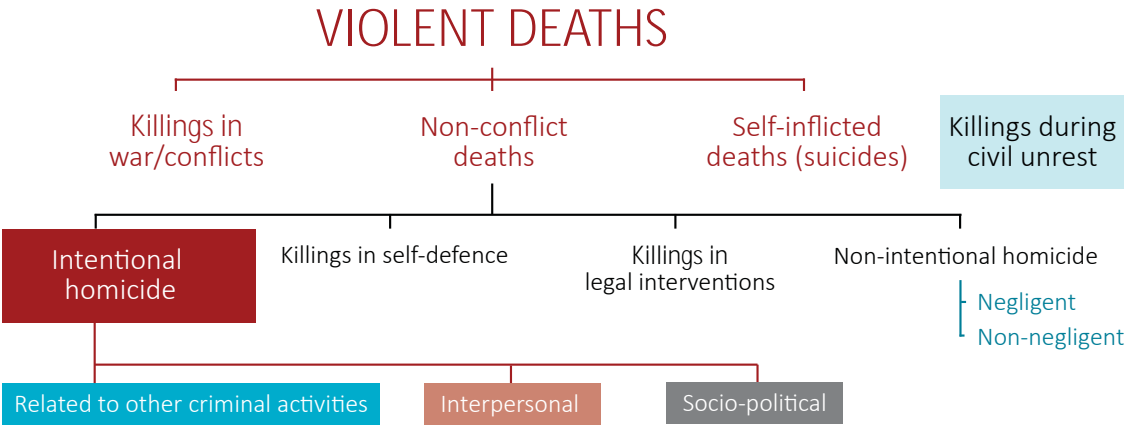 VIOLENT DEATHS
Killings in
war/conflicts
Non-conflict
deaths
Self-inflicted
deaths (suicides)
Killings during
civil unrest
Intentional
homicide
Killings in self-defence
Killings in
legal interventions
Non-intentional homicide
Negligent
Non-negligent
Related to other criminal activities
Interpersonal
Socio-political